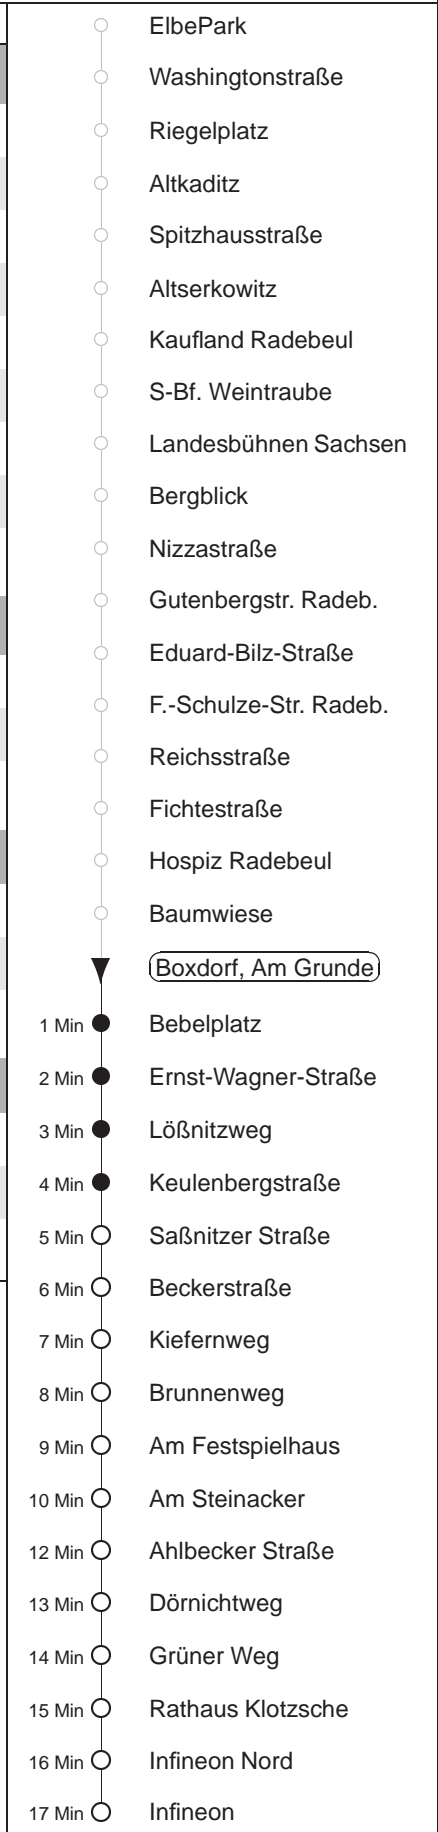 ElbePark
Washingtonstraße
Riegelplatz
Altkaditz
Spitzhausstraße
Altserkowitz
Kaufland Radebeul
S-Bf. Weintraube
Landesbühnen Sachsen
Bergblick
Nizzastraße
Gutenbergstr. Radeb.
Eduard-Bilz-Straße
F.-Schulze-Str. Radeb.
Reichsstraße
Fichtestraße
Hospiz Radebeul
Baumwiese
Boxdorf, Am Grunde
1 Min Bebelplatz
2 Min Ernst-Wagner-Straße
3 Min Lößnitzweg
4 Min Keulenbergstraße
5 Min Saßnitzer Straße
6 Min Beckerstraße
7 Min Kiefernweg
8 Min Brunnenweg
9 Min Am Festspielhaus
10 Min Am Steinacker
12 Min Ahlbecker Straße
13 Min Dörnichtweg
14 Min Grüner Weg
15 Min Rathaus Klotzsche
16 Min Infineon Nord
17 Min Infineon